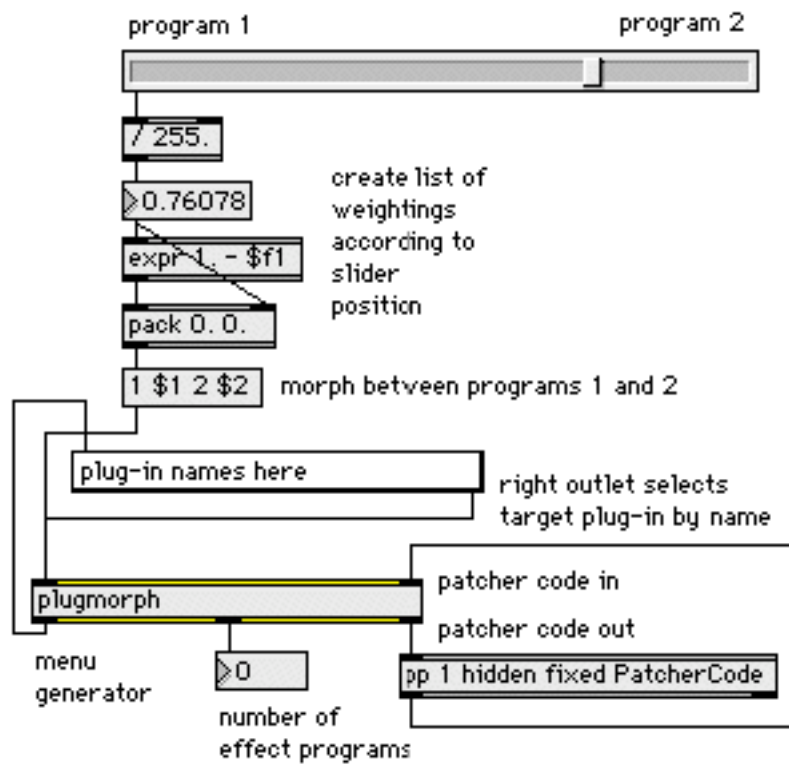 program 1
program 2
/ 255.
0.76078
create list of
weightings
according to
slider
position
expr 1. - $f1
pack 0. 0.
1 $1 2 $2
morph between programs 1 and 2
plug-in names here
right outlet selects
target plug-in by name
plugmorph
patcher code in
patcher code out
menu
generator
0
pp 1 hidden fixed PatcherCode
number of
effect programs